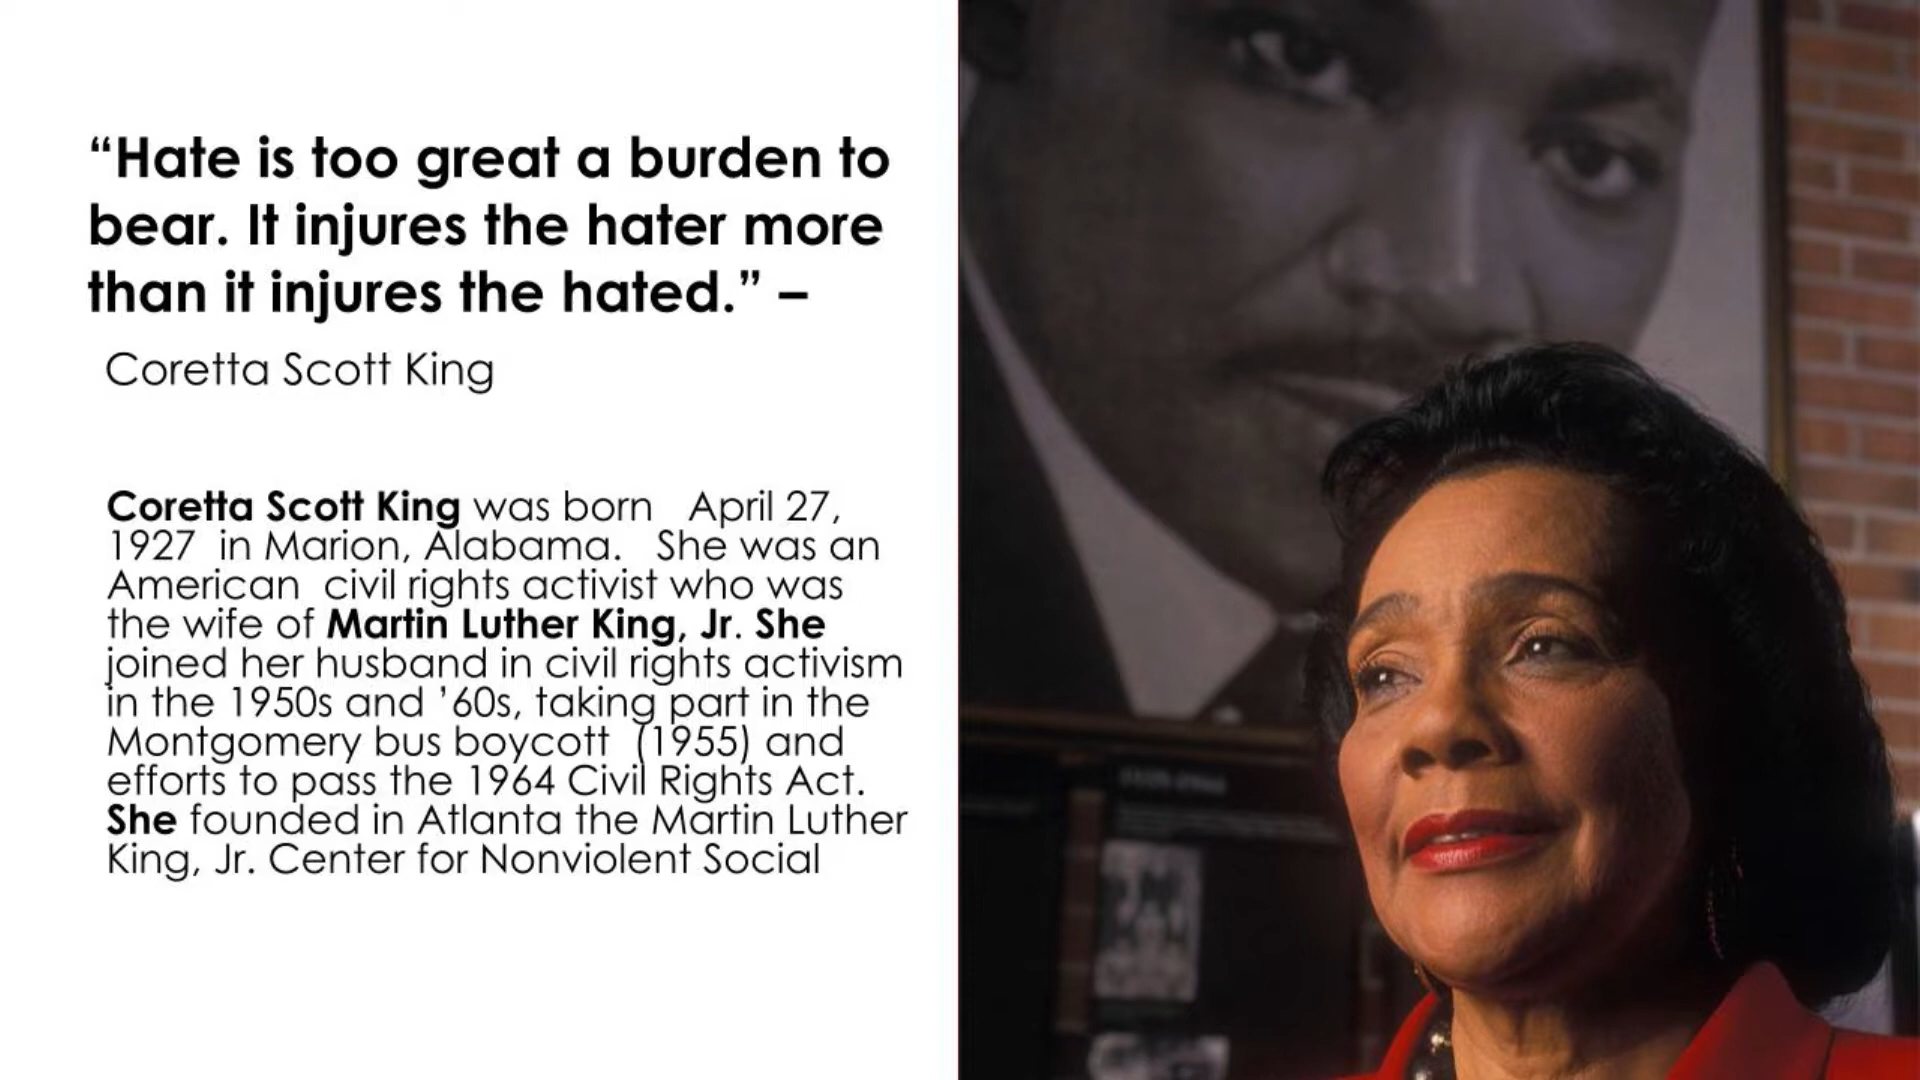 “Hate is too great a burden to
bear. It injures the hater more
than it injures the hated.” –
Coretta Scott King
Coretta Scott King was born April 27,
1927 in Marion, Alabama. She was an
American civil rights activist who was
the wife of Martin Luther King, Jr. She
joined her husband in civil rights activism
in the 1950s and ’60s, taking part in the
Montgomery bus boycott (1955) and
efforts to pass the 1964 Civil Rights Act.
She founded in Atlanta the Martin Luther
King, Jr. Center for Nonviolent Social